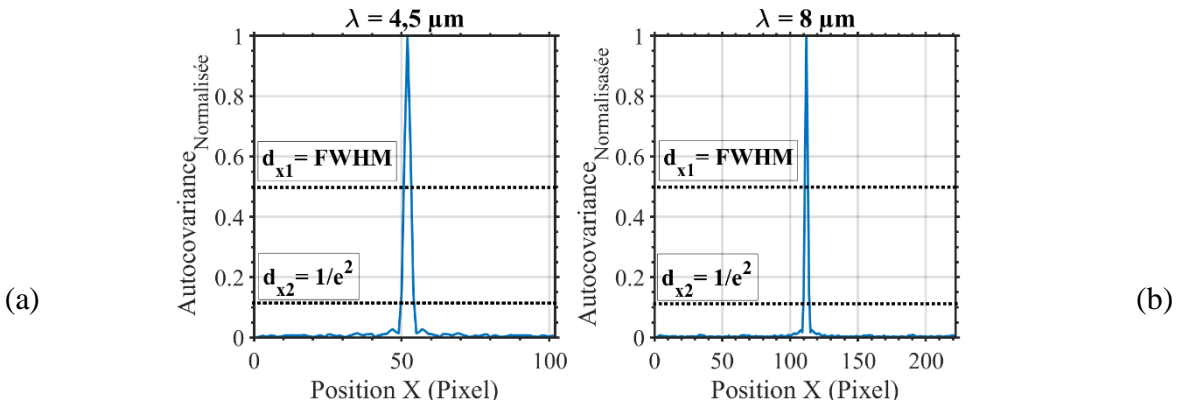 (a)
λ = 4,5 µm
Autocovariance_Normalisée
1
0.8
0.6
0.4
0.2
0
d_x1 = FWHM
d_x2 = 1/e^2
0 50 100
Position X (Pixel)
λ = 8 µm
Autocovariance_Normalisasée
1
0.8
0.6
0.4
0.2
0
d_x1 = FWHM
d_x2 = 1/e^2
0 50 100 150 200
Position X (Pixel)
(b)